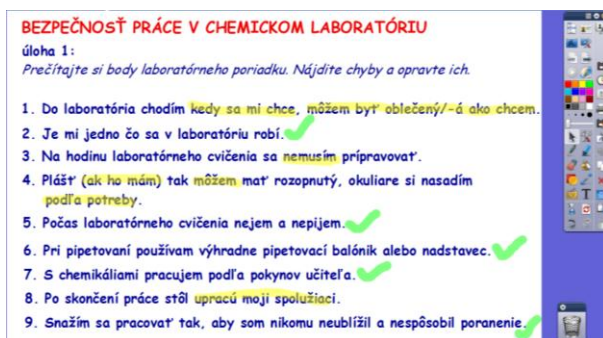 BEZPEČNOSŤ PRÁCE V CHEMICKOM LABORATÓRIU
úloha 1:
Prečítajte si body laboratórneho poriadku. Nájdite chyby a opravte ich.
1. Do laboratória chodím kedy sa mi chce, môžem byť oblečený/-á ako chcem.
2. Je mi jedno čo sa v laboratóriu robí.
3. Na hodinu laboratórneho cvičenia sa nemusím prípravovať.
4. Plášť (ak ho mám) tak môžem mať rozopnutý, okuliare si nasadím
podľa potreby.
5. Počas laboratórneho cvičenia nejem a nepijem.
6. Pri pipetovaní používam výhradne pipetovací balónik alebo nadstavec.
7. S chemikáliami pracujem podľa pokynov učiteľa.
8. Po skončení práce stôl upracú moji spolužiaci.
9. Snažím sa pracovať tak, aby som nikomu neublížil a nespôsobil poranenie.